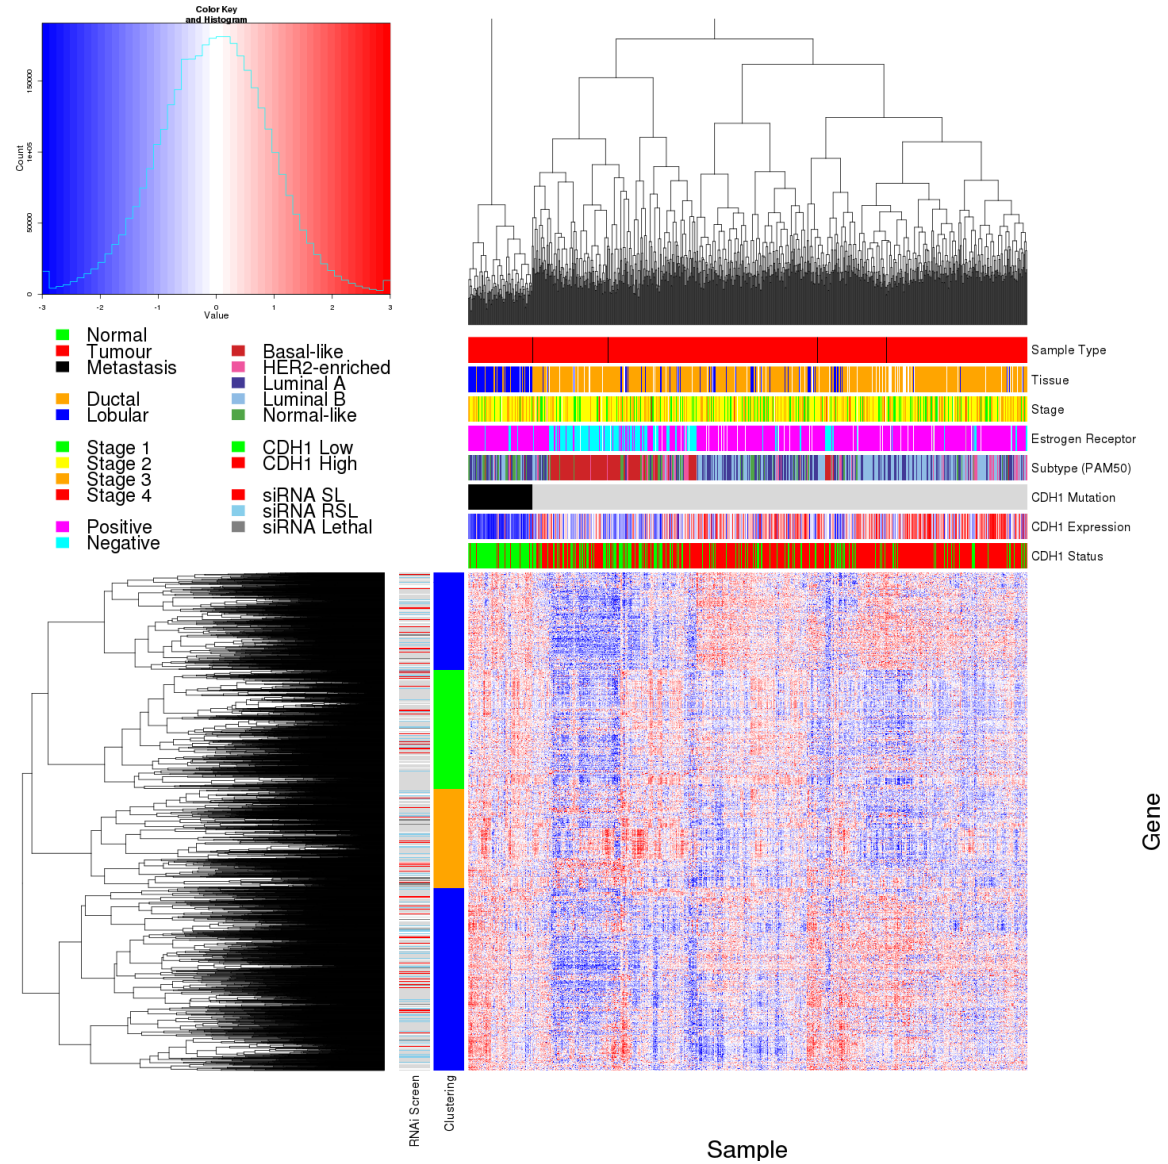 Color Key
and Histogram
Count
0
50000
1e+05
150000
-3
-2
-1
0
1
2
3
Value
Normal
Tumour
Metastasis
Ductal
Lobular
Stage 1
Stage 2
Stage 3
Stage 4
Positive
Negative
Basal-like
HER2-enriched
Luminal A
Luminal B
Normal-like
CDH1 Low
CDH1 High
siRNA SL
siRNA RSL
siRNA Lethal
Sample Type
Tissue
Stage
Estrogen Receptor
Subtype (PAM50)
CDH1 Mutation
CDH1 Expression
CDH1 Status
RNAi Screen
Clustering
Gene
Sample